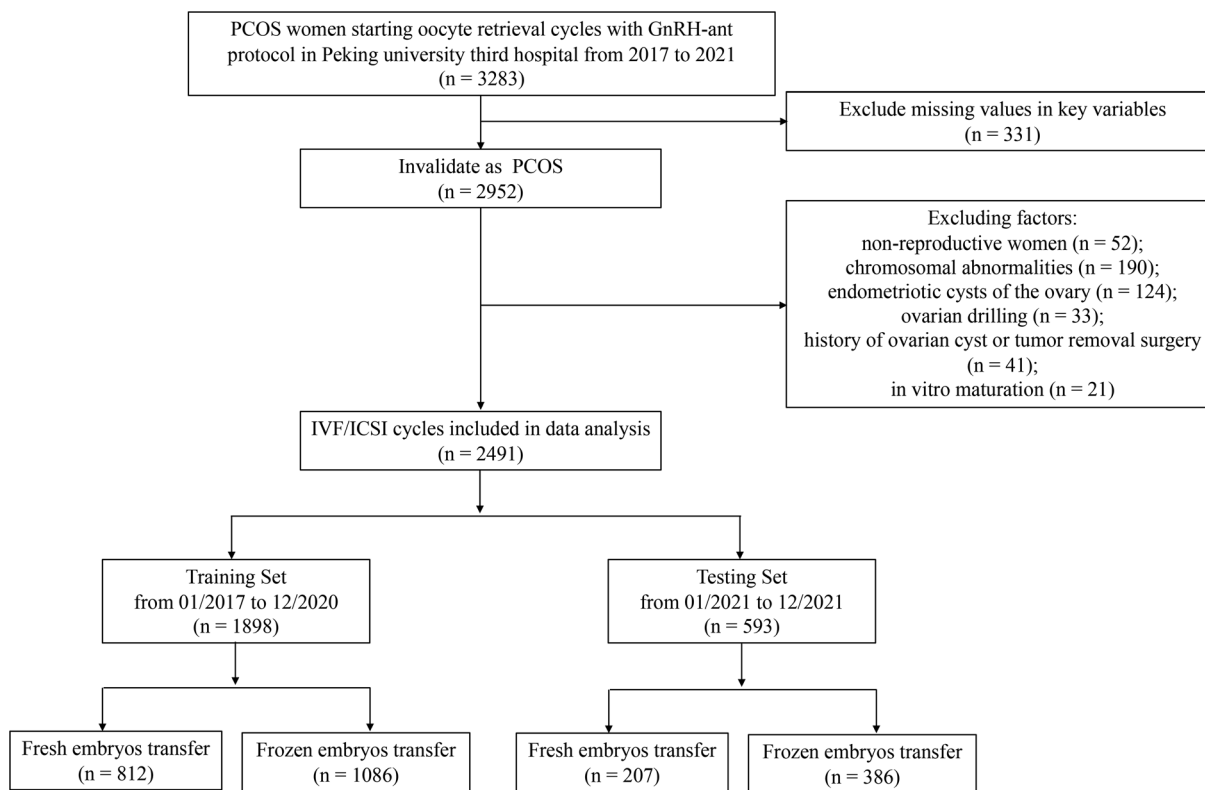 PCOS women starting oocyte retrieval cycles with GnRH-ant
protocol in Peking university third hospital from 2017 to 2021
(n = 3283)
Exclude missing values in key variables
(n = 331)
Invalidate as PCOS
(n = 2952)
Excluding factors:
non-reproductive women (n = 52);
chromosomal abnormalities (n = 190);
endometriotic cysts of the ovary (n = 124);
ovarian drilling (n = 33);
history of ovarian cyst or tumor removal surgery
(n = 41);
in vitro maturation (n = 21)
IVF/ICSI cycles included in data analysis
(n = 2491)
Training Set
from 01/2017 to 12/2020
(n = 1898)
Testing Set
from 01/2021 to 12/2021
(n = 593)
Fresh embryos transfer
(n = 812)
Frozen embryos transfer
(n = 1086)
Fresh embryos transfer
(n = 207)
Frozen embryos transfer
(n = 386)